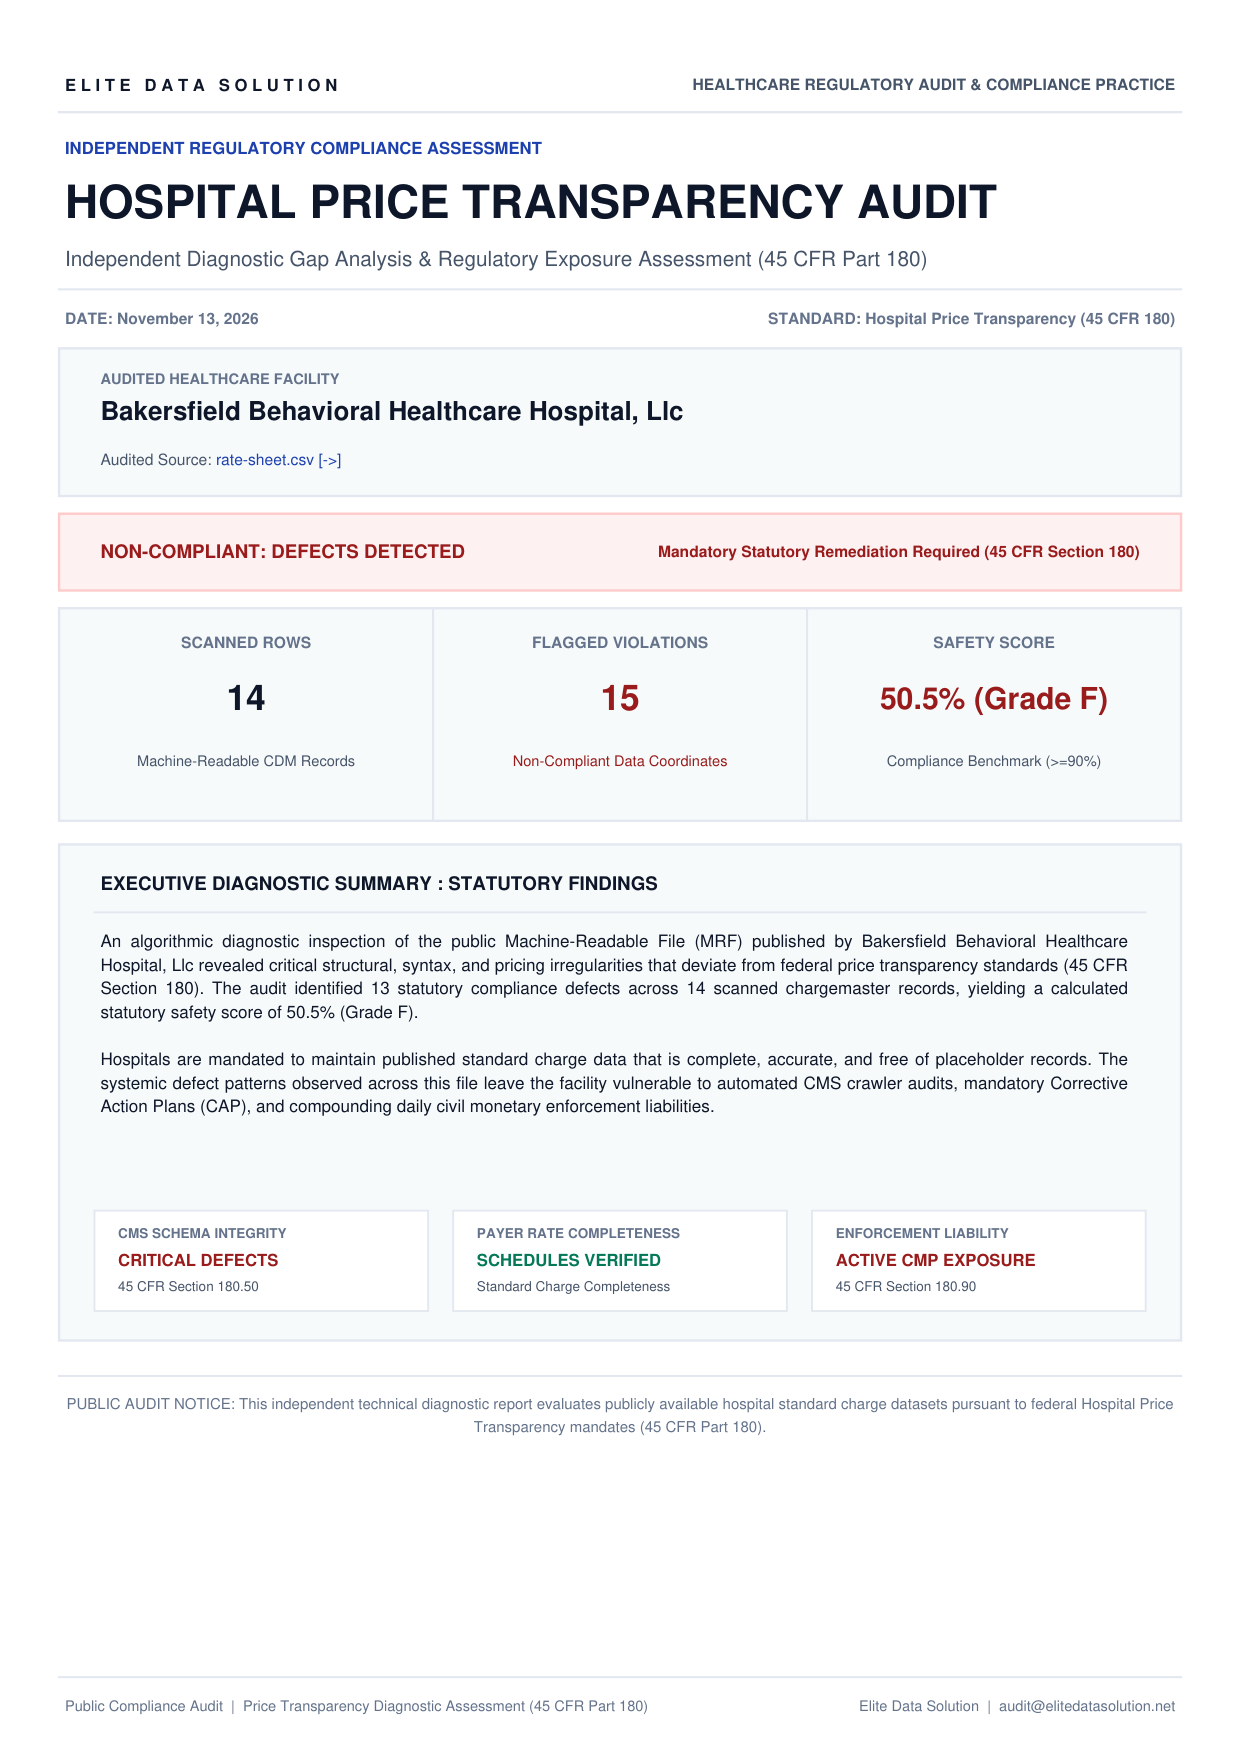 ELITE DATA SOLUTION
HEALTHCARE REGULATORY AUDIT & COMPLIANCE PRACTICE
INDEPENDENT REGULATORY COMPLIANCE ASSESSMENT
HOSPITAL PRICE TRANSPARENCY AUDIT
Independent Diagnostic Gap Analysis & Regulatory Exposure Assessment (45 CFR Part 180)
DATE: November 13, 2026
STANDARD: Hospital Price Transparency (45 CFR 180)
AUDITED HEALTHCARE FACILITY
Bakersfield Behavioral Healthcare Hospital, Llc
Audited Source: rate-sheet.csv [->]
NON-COMPLIANT: DEFECTS DETECTED
Mandatory Statutory Remediation Required (45 CFR Section 180)
SCANNED ROWS
14
Machine-Readable CDM Records
FLAGGED VIOLATIONS
15
Non-Compliant Data Coordinates
SAFETY SCORE
50.5% (Grade F)
Compliance Benchmark (>=90%)
EXECUTIVE DIAGNOSTIC SUMMARY : STATUTORY FINDINGS
An algorithmic diagnostic inspection of the public Machine-Readable File (MRF) published by Bakersfield Behavioral Healthcare
Hospital, Llc revealed critical structural, syntax, and pricing irregularities that deviate from federal price transparency standards (45 CFR
Section 180). The audit identified 13 statutory compliance defects across 14 scanned chargemaster records, yielding a calculated
statutory safety score of 50.5% (Grade F).
Hospitals are mandated to maintain published standard charge data that is complete, accurate, and free of placeholder records. The
systemic defect patterns observed across this file leave the facility vulnerable to automated CMS crawler audits, mandatory Corrective
Action Plans (CAP), and compounding daily civil monetary enforcement liabilities.
CMS SCHEMA INTEGRITY
CRITICAL DEFECTS
45 CFR Section 180.50
PAYER RATE COMPLETENESS
SCHEDULES VERIFIED
Standard Charge Completeness
ENFORCEMENT LIABILITY
ACTIVE CMP EXPOSURE
45 CFR Section 180.90
PUBLIC AUDIT NOTICE: This independent technical diagnostic report evaluates publicly available hospital standard charge datasets pursuant to federal Hospital Price
Transparency mandates (45 CFR Part 180).
Public Compliance Audit | Price Transparency Diagnostic Assessment (45 CFR Part 180)
Elite Data Solution | audit@elitedatasolution.net